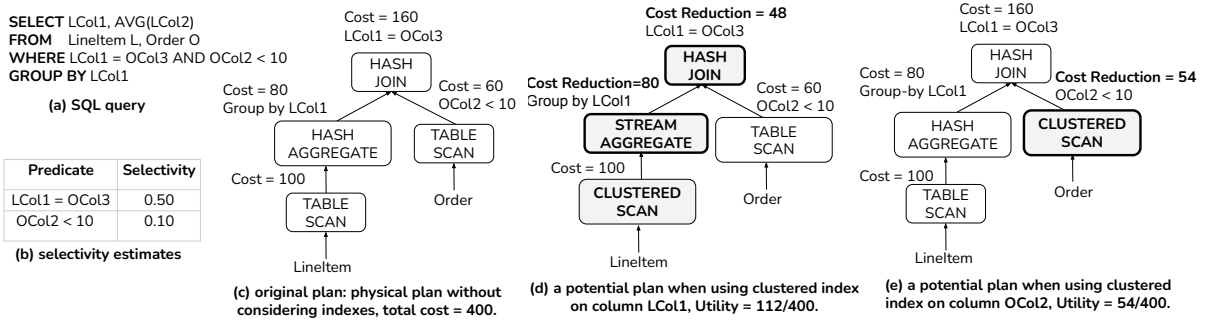 SELECT LCol1, AVG(LCol2)
FROM LineItem L, Order O
WHERE LCol1 = OCol3 AND OCol2 < 10
GROUP BY LCol1
(a) SQL query
Predicate Selectivity
LCol1 = OCol3 0.50
OCol2 < 10 0.10
(b) selectivity estimates
Cost = 160
LCol1 = OCol3
HASH
JOIN
Cost = 80
Group by LCol1
Cost = 60
OCol2 < 10
HASH
AGGREGATE
TABLE
SCAN
Cost = 100
TABLE
SCAN
Order
LineItem
(c) original plan: physical plan without
considering indexes, total cost = 400.
Cost Reduction = 48
LCol1 = OCol3
HASH
JOIN
Cost Reduction=80
Group by LCol1
Cost = 60
OCol2 < 10
STREAM
AGGREGATE
TABLE
SCAN
Cost = 100
CLUSTERED
SCAN
Order
LineItem
(d) a potential plan when using clustered index
on column LCol1, Utility = 112/400.
Cost = 160
LCol1 = OCol3
HASH
JOIN
Cost = 80
Group-by LCol1
Cost Reduction = 54
OCol2 < 10
HASH
AGGREGATE
CLUSTERED
SCAN
Cost = 100
TABLE
SCAN
Order
LineItem
(e) a potential plan when using clustered
index on column OCol2, Utility = 54/400.